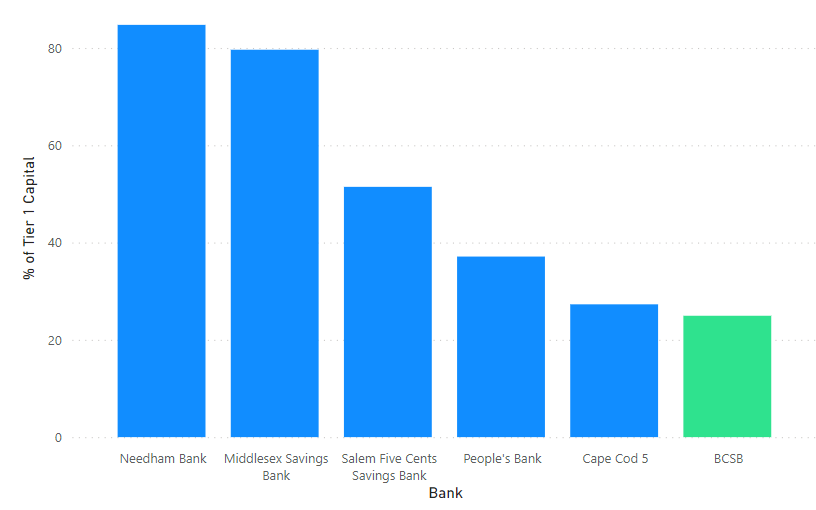 % of Tier 1 Capital
80
60
40
20
0
Needham Bank
Middlesex Savings
Bank
Salem Five Cents
Savings Bank
People's Bank
Cape Cod 5
BCSB
Bank